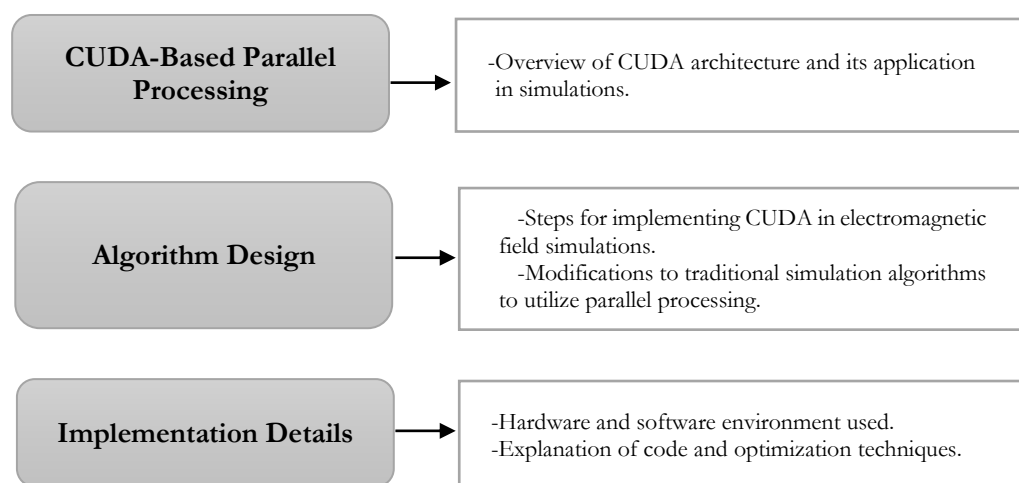 CUDA-Based Parallel
Processing
-Overview of CUDA architecture and its application
in simulations.
Algorithm Design
-Steps for implementing CUDA in electromagnetic
field simulations.
-Modifications to traditional simulation algorithms
to utilize parallel processing.
Implementation Details
-Hardware and software environment used.
-Explanation of code and optimization techniques.